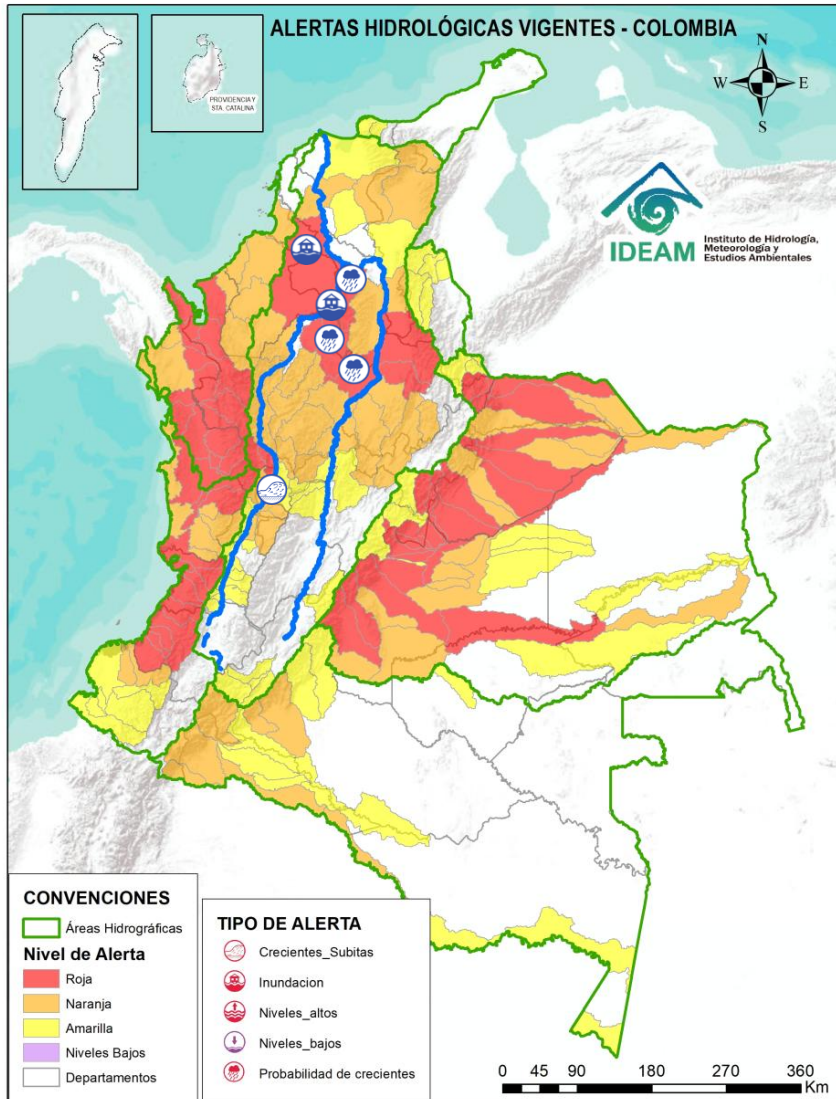 ALERTAS HIDROLÓGICAS VIGENTES - COLOMBIA
PROVIDENCIA Y
STA. CATALINA
N
W
E
S
IDEAM
Instituto de Hidrología,
Meteorología y
Estudios Ambientales
CONVENCIONES
Áreas Hidrográficas
Nivel de Alerta
Roja
Naranja
Amarilla
Niveles Bajos
Departamentos
TIPO DE ALERTA
Crecientes_Subitas
Inundacion
Niveles_altos
Niveles_bajos
Probabilidad de crecientes
0 45 90 180 270 360
Km